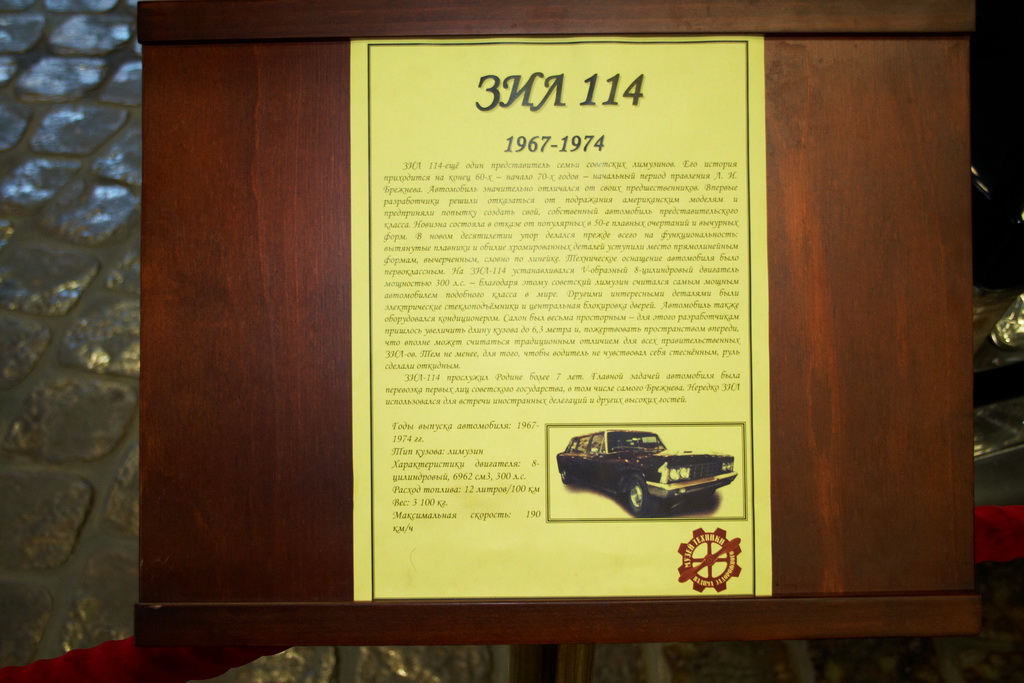 ЗИЛ 114
1967-1974
ЗИЛ 114-ещё один представитель семьи советских лимузинов. Его история
приходится на конец 60-х – начало 70-х годов – начальный период правления Л. И.
Брежнева. Автомобиль значительно отличался от своих предшественников. Впервые
разработчики решили отказаться от подражания американским моделям и
предприняли попытку создать свой, собственный автомобиль представительского
класса. Новизна состояла в отказе от популярных в 50-е плавных очертаний и вычурных
форм. В новом десятилетии упор делался прежде всего на функциональность:
вытянутые плавники и обилие хромированных деталей уступили место прямолинейным
формам, вычерченным, словно по линейке. Техническое оснащение автомобиля было
первоклассным. На ЗИЛ-114 устанавливался V-образный 8-цилиндровый двигатель
мощностью 300 л.с. – благодаря этому советский лимузин считался самым мощным
автомобилем подобного класса в мире. Другими интересными деталями были
электрические стеклоподъёмники и центральная блокировка дверей. Автомобиль также
оборудовался кондиционером. Салон был весьма просторным – для этого разработчикам
пришлось увеличить длину кузова до 6,3 метра и, пожертвовать пространством впереди,
что вполне может считаться традиционным отличием для всех правительственных
ЗИЛ-ов. Тем не менее, для того, чтобы водитель не чувствовал себя стеснённым, руль
сделали откидным.
ЗИЛ-114 прослужил Родине более 7 лет. Главной задачей автомобиля была
перевозка первых лиц советского государства, в том числе самого Брежнева. Нередко ЗИЛ
использовался для встречи иностранных делегаций и других высоких гостей.
Годы выпуска автомобиля: 1967-
1974 гг.
Тип кузова: лимузин
Характеристики двигателя: 8-
цилиндровый, 6962 см3, 300 л.с.
Расход топлива: 12 литров/100 км
Вес: 3 100 кг.
Максимальная скорость: 190
км/ч
МУЗЕЙ ТЕХНИКИ
ВАДИМА ЗАДОРОЖНОГО